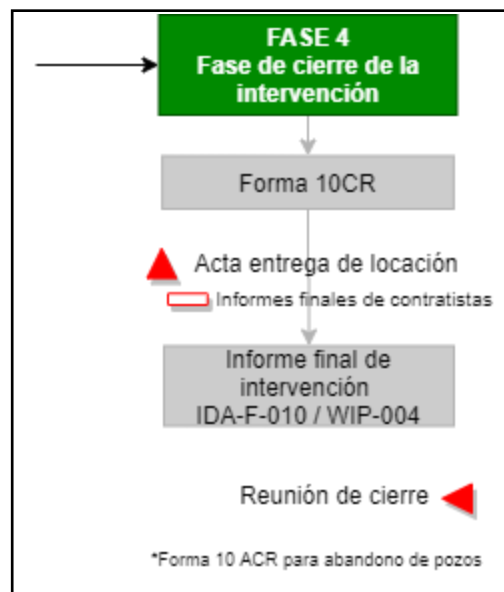 FASE 4
Fase de cierre de la
intervención
Forma 10CR
Acta entrega de locación
Informes finales de contratistas
Informe final de
intervención
IDA-F-010 / WIP-004
Reunión de cierre
*Forma 10 ACR para abandono de pozos